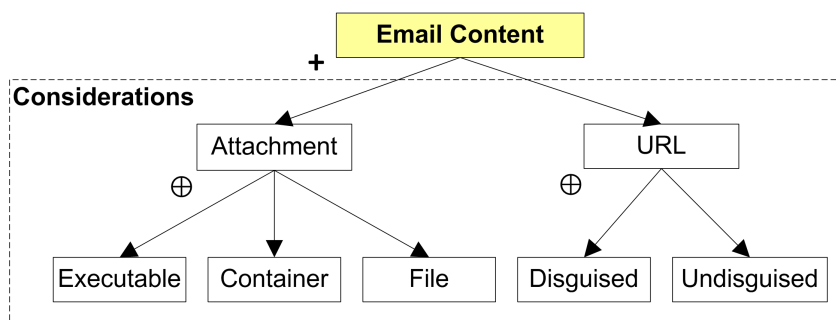 Email Content
+
Considerations
Attachment
URL
⊕
⊕
Executable
Container
File
Disguised
Undisguised